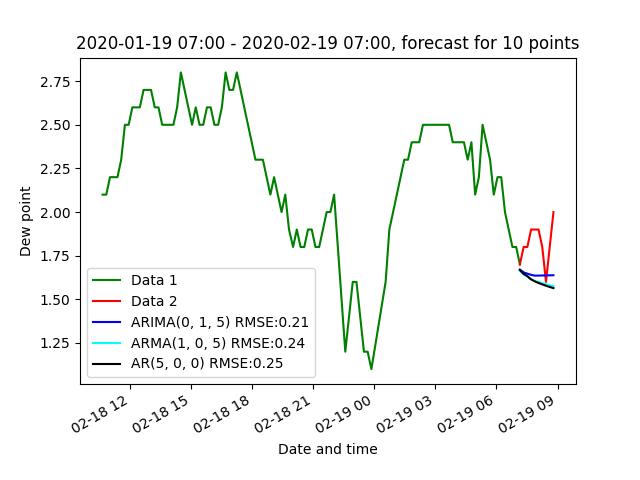 2020-01-19 07:00 - 2020-02-19 07:00, forecast for 10 points
2.75
2.50
2.25
2.00
1.75
1.50
1.25
Dew point
Data 1
Data 2
ARIMA(0, 1, 5) RMSE:0.21
ARMA(1, 0, 5) RMSE:0.24
AR(5, 0, 0) RMSE:0.25
02-18 12
02-18 15
02-18 18
02-18 21
02-19 00
02-19 03
02-19 06
02-19 09
Date and time